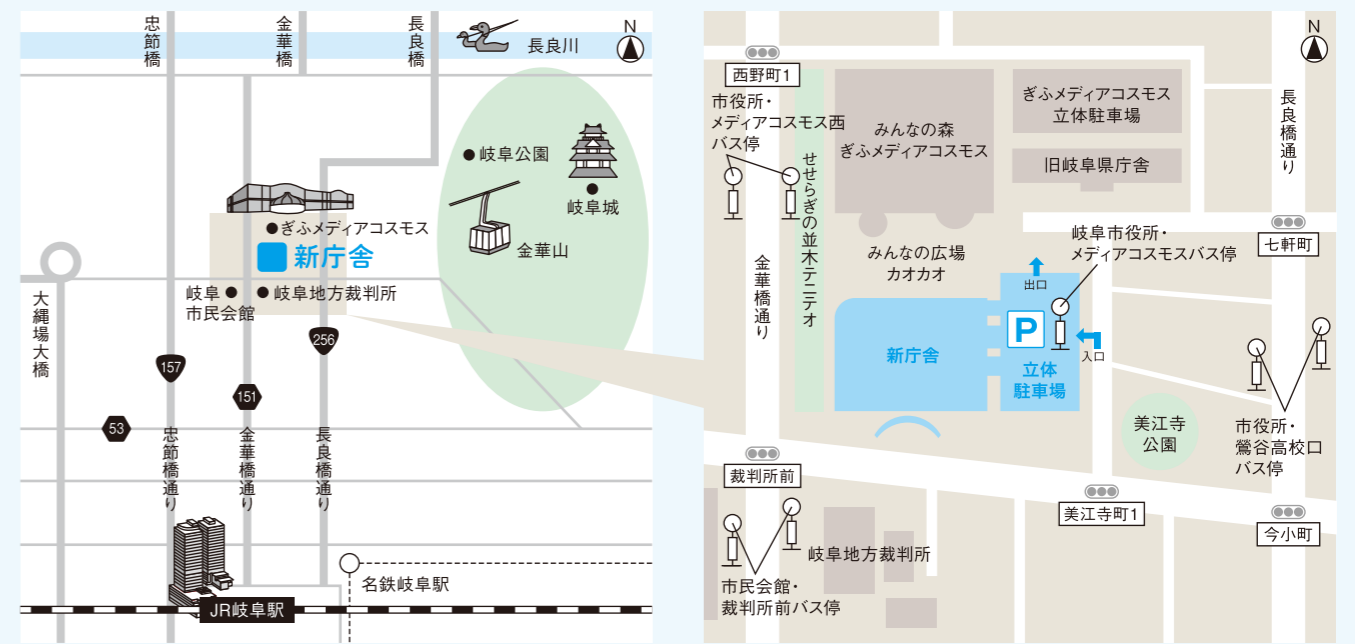 忠節橋
金華橋
長良橋
長良川
N
岐阜公園
岐阜城
金華山
ぎふメディアコスモス
新庁舎
岐阜
市民会館
岐阜地方裁判所
大縄場大橋
256
157
151
53
忠節橋通り
金華橋通り
長良橋通り
名鉄岐阜駅
JR岐阜駅
N
西野町1
市役所・
メディアコスモス西
バス停
せせらぎの並木テニテオ
みんなの森
ぎふメディアコスモス
ぎふメディアコスモス
立体駐車場
旧岐阜県庁舎
長良橋通り
七軒町
岐阜市役所・
メディアコスモスバス停
みんなの広場
カオカオ
金華橋通り
出口
P
入口
新庁舎
立体
駐車場
美江寺
公園
市役所・
鶯谷高校口
バス停
裁判所前
美江寺町1
今小町
岐阜地方裁判所
市民会館・
裁判所前バス停